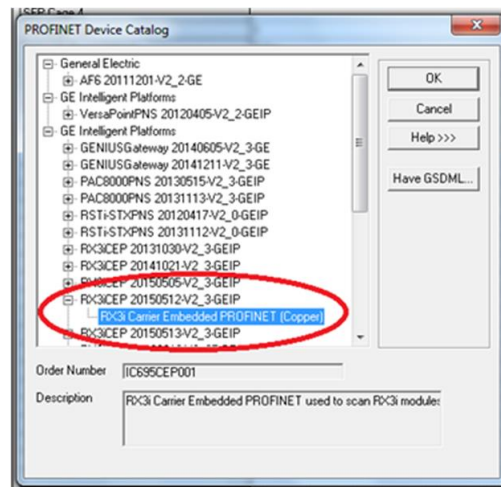 PROFINET Device Catalog
General Electric
AF6 20111201-V2_2-GE
GE Intelligent Platforms
VersaPointPNS 20120405-V2_2-GEIP
GE Intelligent Platforms
GENIUSGateway 20140605-V2_3-GE
GENIUSGateway 20141211-V2_3-GE
PAC8000PNS 20130515-V2_3-GEIP
PAC8000PNS 20131113-V2_3-GEIP
RSTi-STXPNS 20120417-V2_0-GEIP
RSTi-STXPNS 20131112-V2_0-GEIP
RX3iCEP 20131030-V2_3-GEIP
RX3iCEP 20141021-V2_3-GEIP
RX3iCEP 20150505-V2_3-GEIP
RX3iCEP 20150512-V2_3-GEIP
RX3i Carrier Embedded PROFINET (Copper)
RX3iCEP 20150513-V2_3-GEIP
OK
Cancel
Help >>>
Have GSDML...
Order Number IC695CEP001
Description RX3i Carrier Embedded PROFINET used to scan RX3i modules